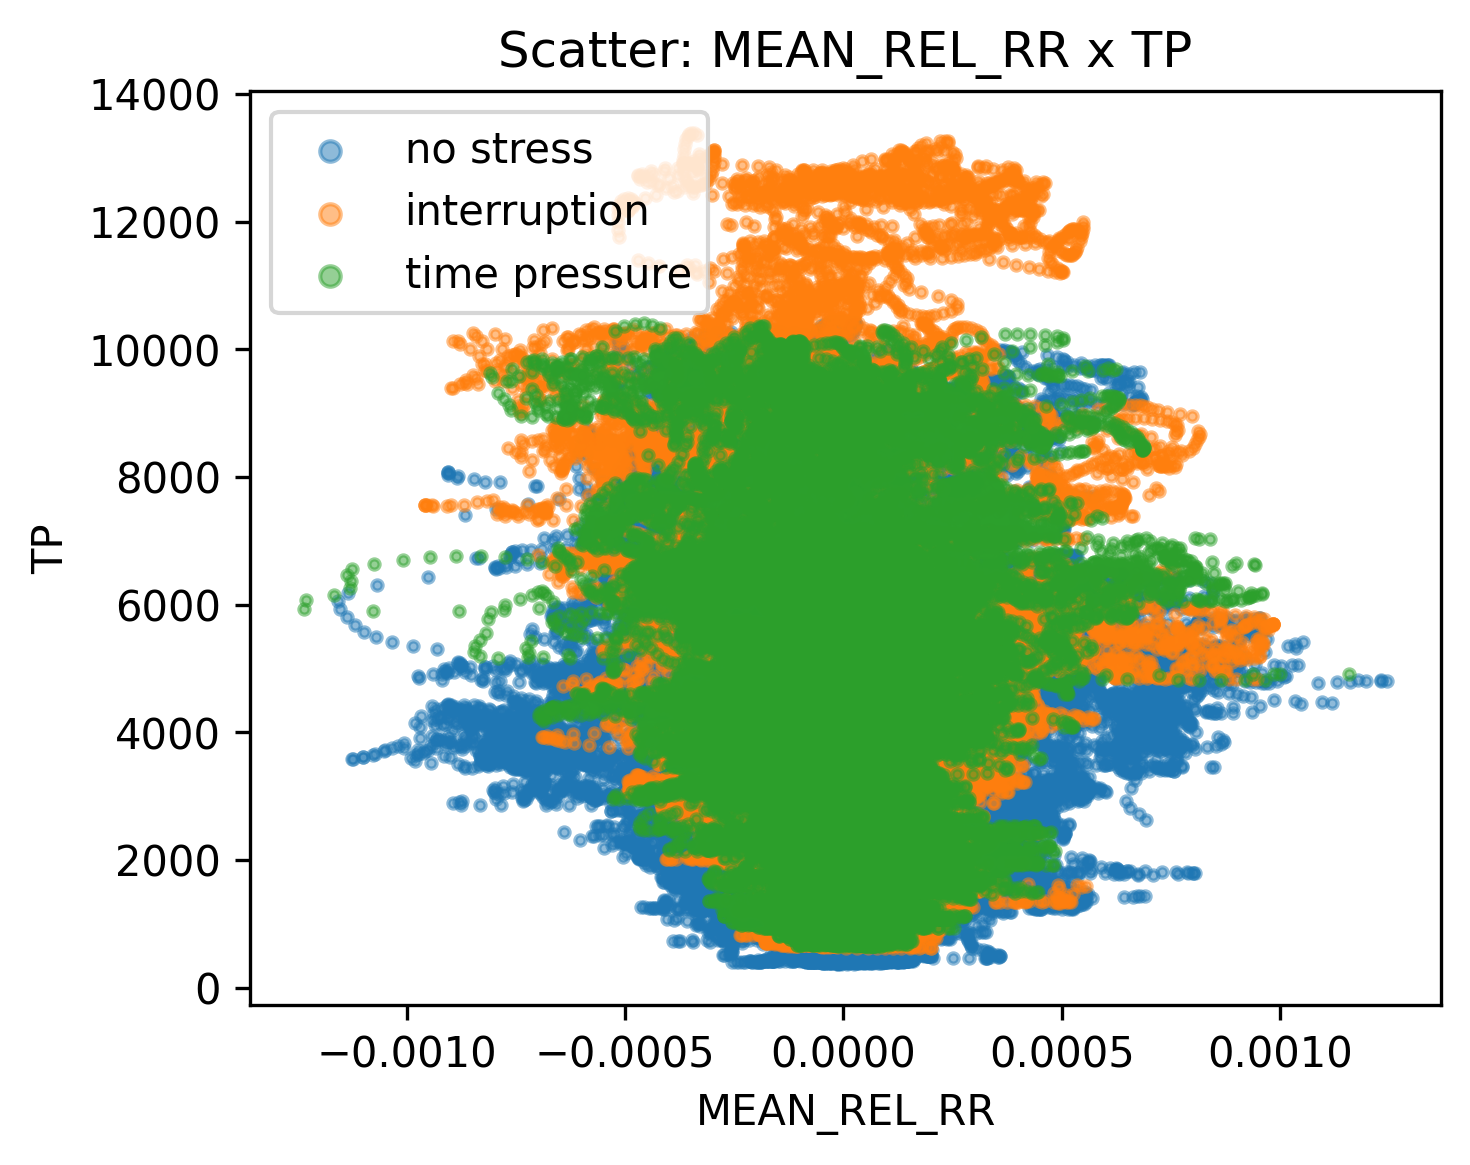 Scatter: MEAN_REL_RR x TP
14000
12000
10000
8000
6000
4000
2000
0
TP
no stress
interruption
time pressure
−0.0010
−0.0005
0.0000
0.0005
0.0010
MEAN_REL_RR